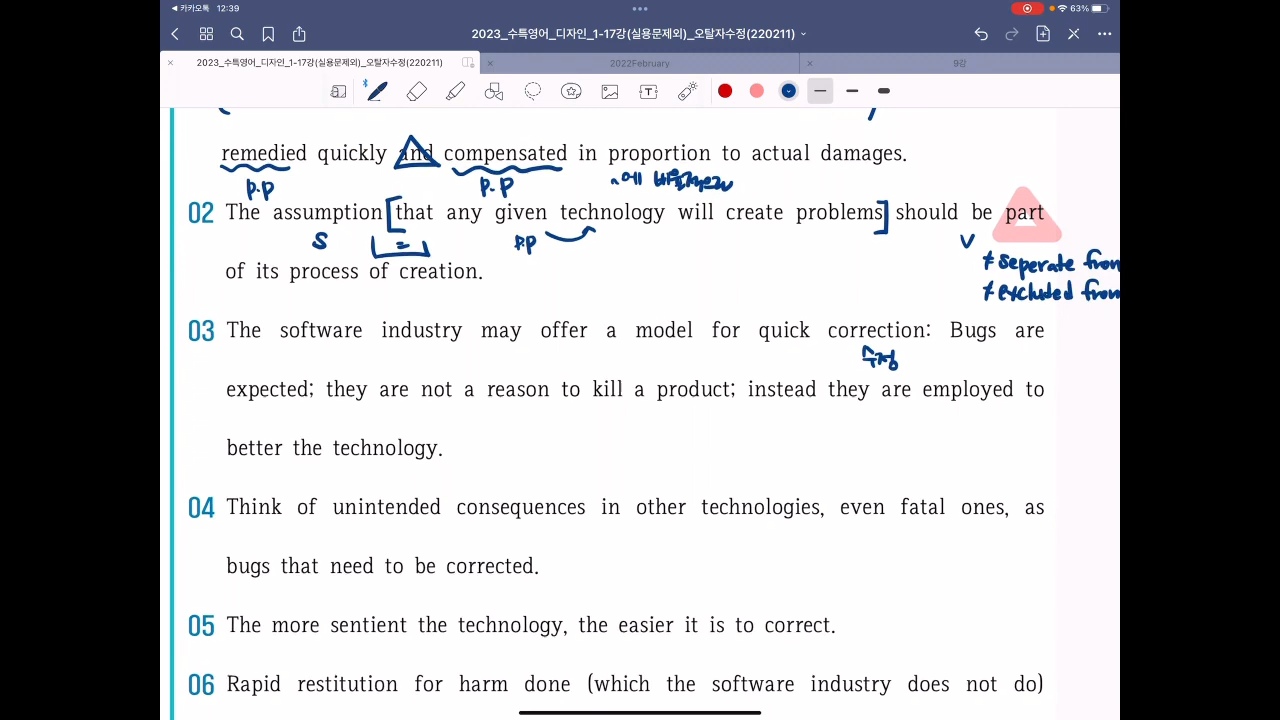 카카오톡 12:39
63%
2023_수특영어_디자인_1-17강(실용문제외)_오탈자수정(220211)
2023_수특영어_디자인_1-17강(실용문제외)_오탈자수정(220211)
2022February
9강
remedied quickly and compensated in proportion to actual damages.
p.p
p.p
~에 비율적으로
02 The assumption [that any given technology will create problems] should be part
S
=
p.p
V
≠ seperate from
of its process of creation.
≠ excluded from
03 The software industry may offer a model for quick correction: Bugs are
수정
expected; they are not a reason to kill a product; instead they are employed to
better the technology.
04 Think of unintended consequences in other technologies, even fatal ones, as
bugs that need to be corrected.
05 The more sentient the technology, the easier it is to correct.
06 Rapid restitution for harm done (which the software industry does not do)